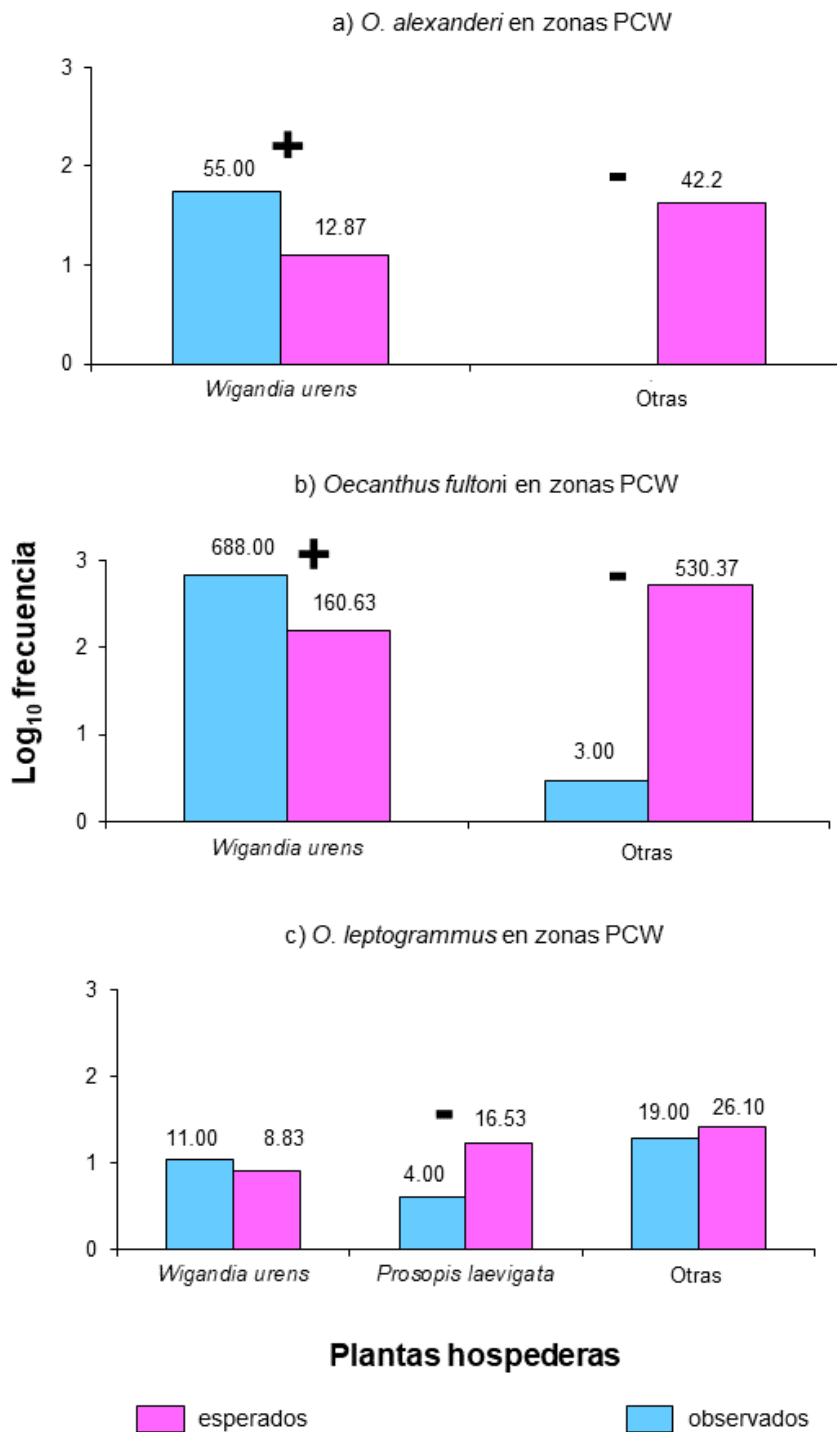 a) O. alexanderi en zonas PCW
3
2
1
0
+
-
55.00
12.87
42.2
Wigandia urens
Otras
b) Oecanthus fultoni en zonas PCW
Log10 frecuencia
3
2
1
0
+
-
688.00
160.63
3.00
530.37
Wigandia urens
Otras
c) O. leptogrammus en zonas PCW
3
2
1
0
-
11.00
8.83
4.00
16.53
19.00
26.10
Wigandia urens
Prosopis laevigata
Otras
Plantas hospederas
esperados
observados